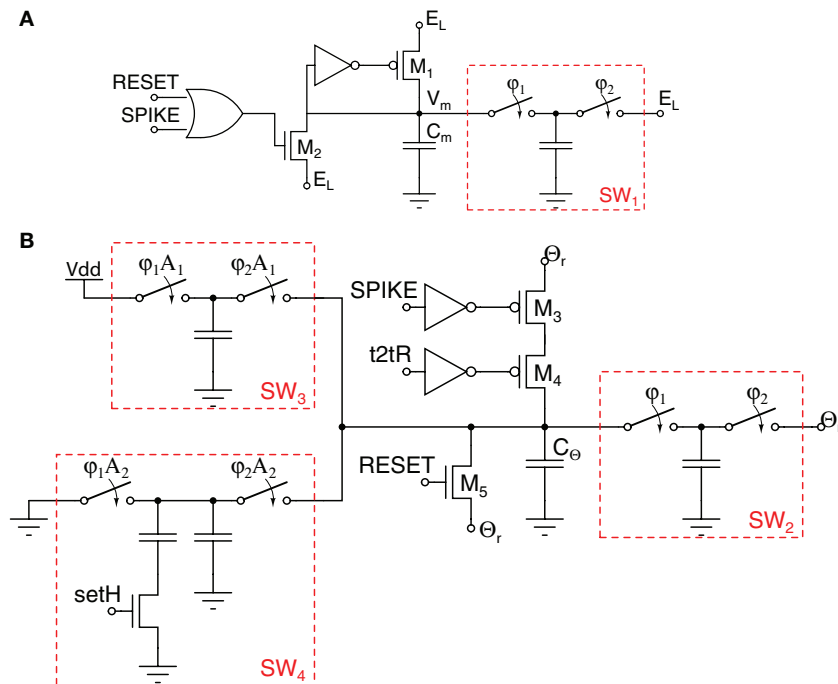 A
E_L
RESET
SPIKE
M_1
V_m
φ_1
φ_2
E_L
C_m
M_2
E_L
SW_1
B
Vdd
φ_1A_1
φ_2A_1
SW_3
Θ_r
SPIKE
M_3
t2tR
M_4
φ_1
φ_2
Θ
C_Θ
RESET
M_5
Θ_r
SW_2
φ_1A_2
φ_2A_2
setH
SW_4